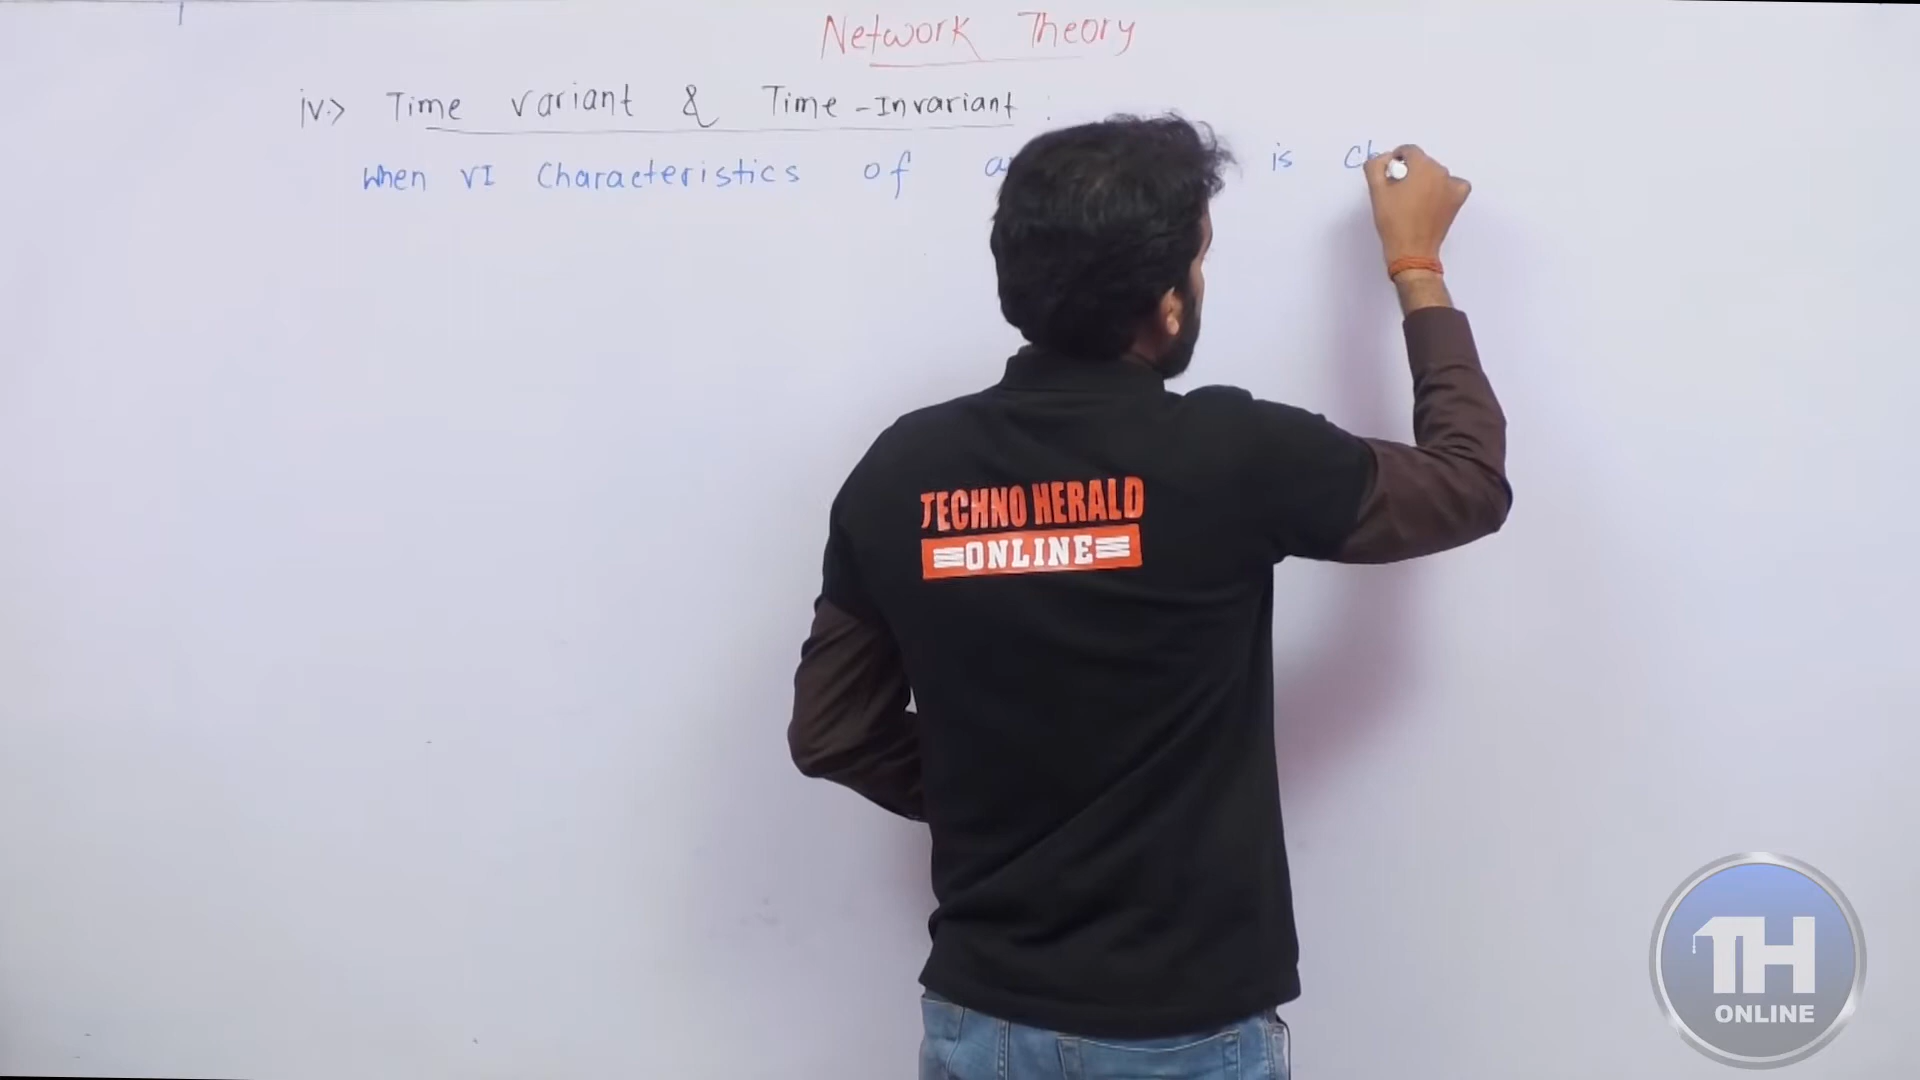 Network Theory
iv.> Time variant & Time-Invariant :
When VI Characteristics of is
TECHNO HERALD
ONLINE
TH
ONLINE